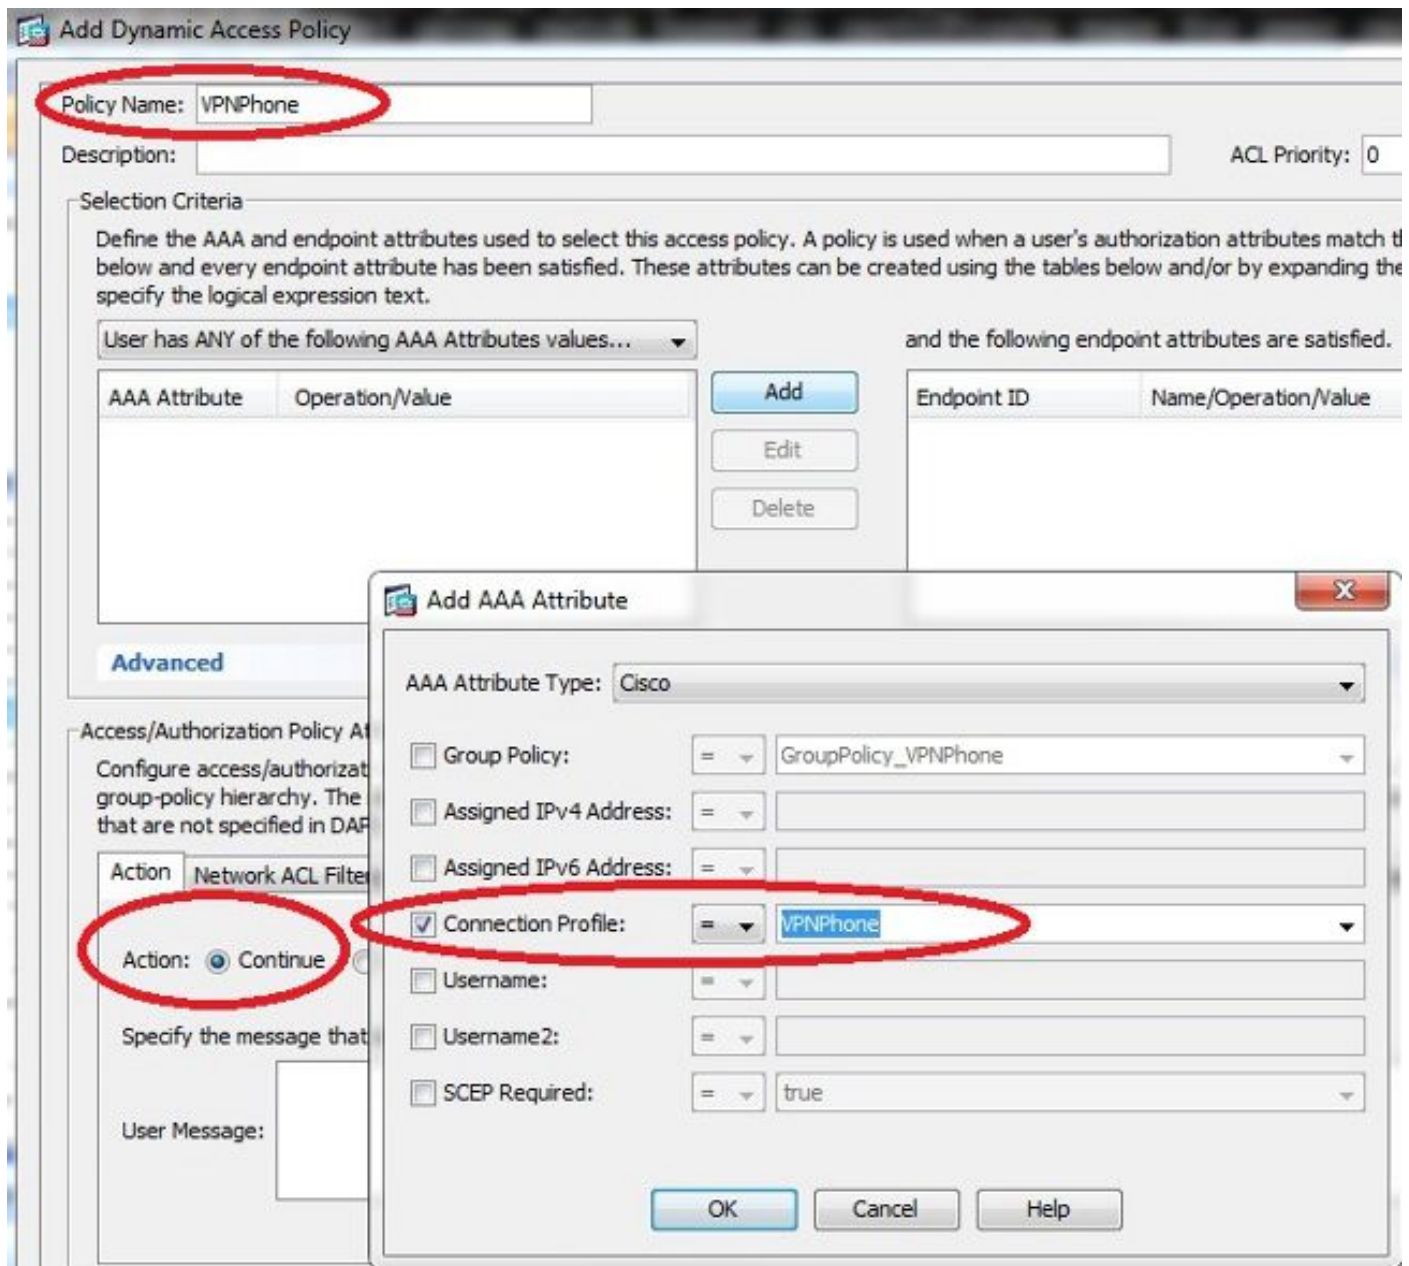 Add Dynamic Access Policy
Policy Name: VPNPhone
Description:
ACL Priority: 0
Selection Criteria
Define the AAA and endpoint attributes used to select this access policy. A policy is used when a user's authorization attributes match
below and every endpoint attribute has been satisfied. These attributes can be created using the tables below and/or by expanding the
specify the logical expression text.
User has ANY of the following AAA Attributes values...
and the following endpoint attributes are satisfied.
AAA Attribute Operation/Value
Add
Endpoint ID Name/Operation/Value
Edit
Delete
Add AAA Attribute
Advanced
AAA Attribute Type: Cisco
Access/Authorization Policy
Configure access/authorizat
group-policy hierarchy. The
that are not specified in DAP
Group Policy: = GroupPolicy_VPNPhone
Assigned IPv4 Address: =
Assigned IPv6 Address: =
Action Network ACL Filter
Connection Profile: = VPNPhone
Action: Continue
Username: =
Specify the message that
Username2: =
SCEP Required: = true
User Message:
OK Cancel Help